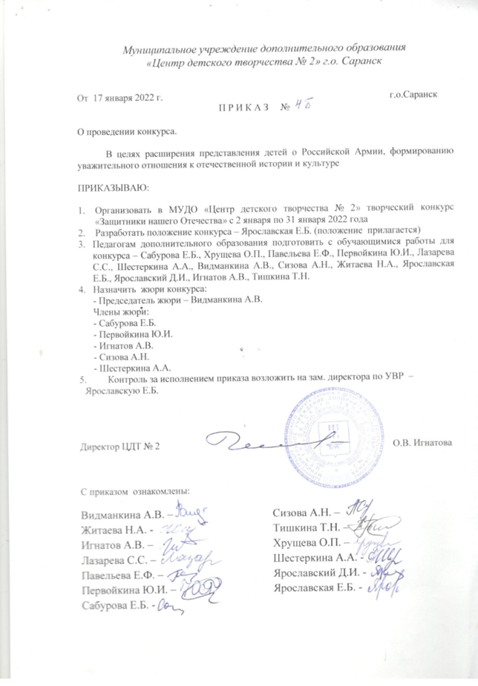 Муниципальное учреждение дополнительного образования
«Центр детского творчества № 2» г.о. Саранск
От 17 января 2022 г. г.о.Саранск
П Р И К А З № 4б
О проведении конкурса.
В целях расширения представления детей о Российской Армии, формированию
уважительного отношения к отечественной истории и культуре
ПРИКАЗЫВАЮ:
1. Организовать в МУДО «Центр детского творчества № 2» творческий конкурс
«Защитники нашего Отечества» с 2 января по 31 января 2022 года
2. Разработать положение конкурса – Ярославская Е.Б. (положение прилагается)
3. Педагогам дополнительного образования подготовить с обучающимися работы для
конкурса – Сабурова Е.Б., Хрущева О.П., Павельева Е.Ф., Первойкина Ю.И., Лазарева
С.С., Шестеркина А.А., Видманкина А.В., Сизова А.Н., Житаева Н.А., Ярославская
Е.Б., Ярославский Д.И., Игнатов А.В., Тишкина Т.Н.
4. Назначить жюри конкурса:
- Председатель жюри – Видманкина А.В.
Члены жюри:
- Сабурова Е.Б.
- Первойкина Ю.И.
- Игнатов А.В.
- Сизова А.Н.
- Шестеркина А.А.
5. Контроль за исполнением приказа возложить на зам. директора по УВР –
Ярославскую Е.Б.
Директор ЦДТ № 2 О.В. Игнатова
С приказом ознакомлены:
Видманкина А.В. –
Житаева Н.А. -
Игнатов А.В. –
Лазарева С.С. –
Павельева Е.Ф. –
Первойкина Ю.И. –
Сабурова Е.Б. -
Сизова А.Н. –
Тишкина Т.Н. –
Хрущева О.П. –
Шестеркина А.А. -
Ярославский Д.И. -
Ярославская Е.Б. -